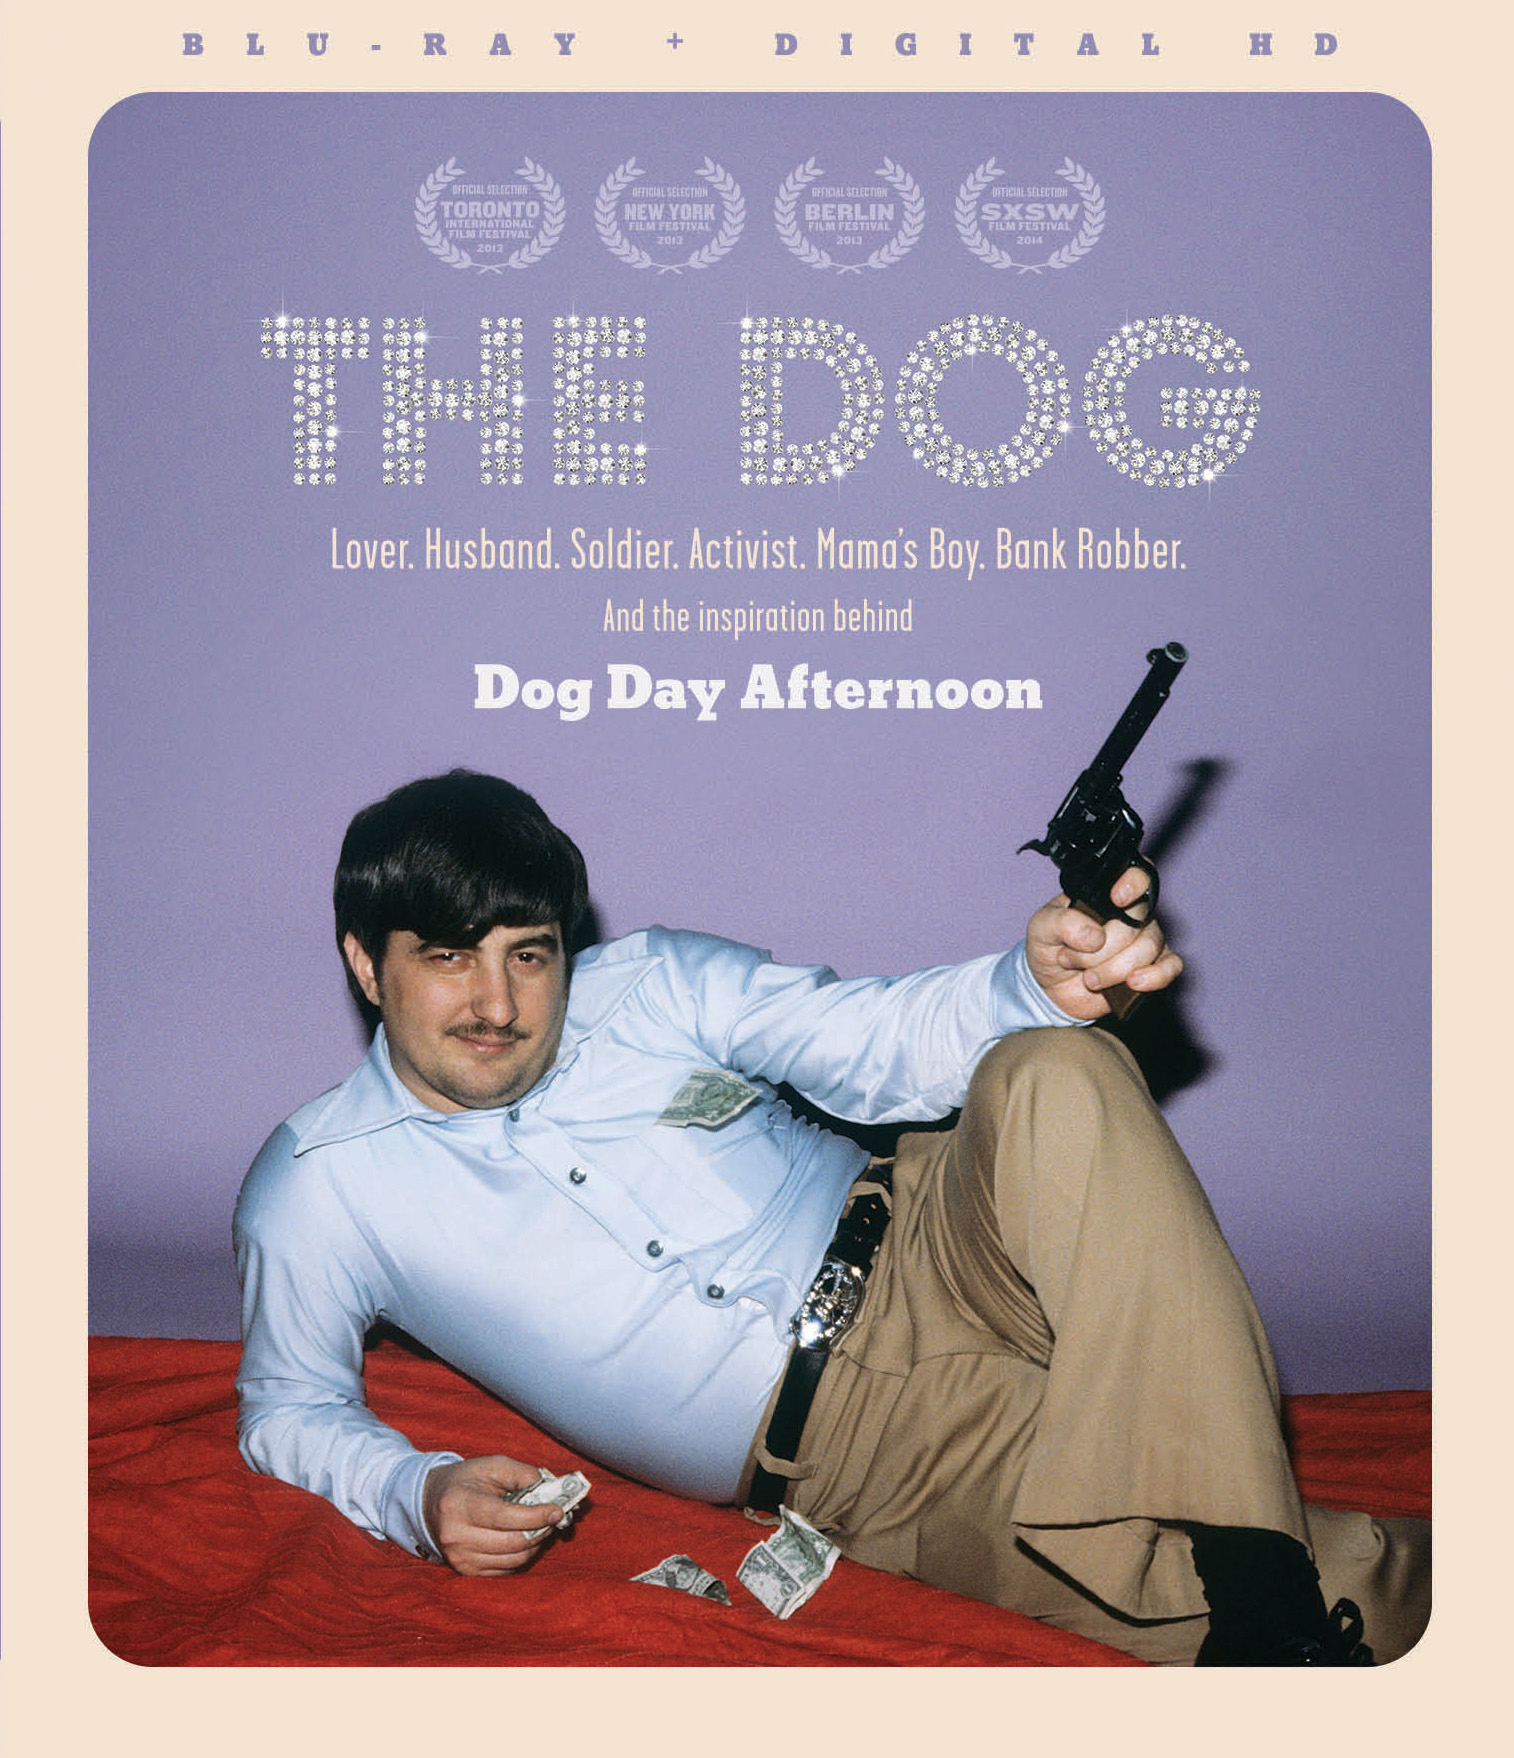 BLU-RAY + DIGITAL HD
OFFICIAL SELECTION
TORONTO
INTERNATIONAL
FILM FESTIVAL
2013
OFFICIAL SELECTION
NEW YORK
FILM FESTIVAL
2013
OFFICIAL SELECTION
BERLIN
FILM FESTIVAL
2013
OFFICIAL SELECTION
SXSW
FILM FESTIVAL
2014
THE DOG
Lover. Husband. Soldier. Activist. Mama's Boy. Bank Robber.
And the inspiration behind
Dog Day Afternoon